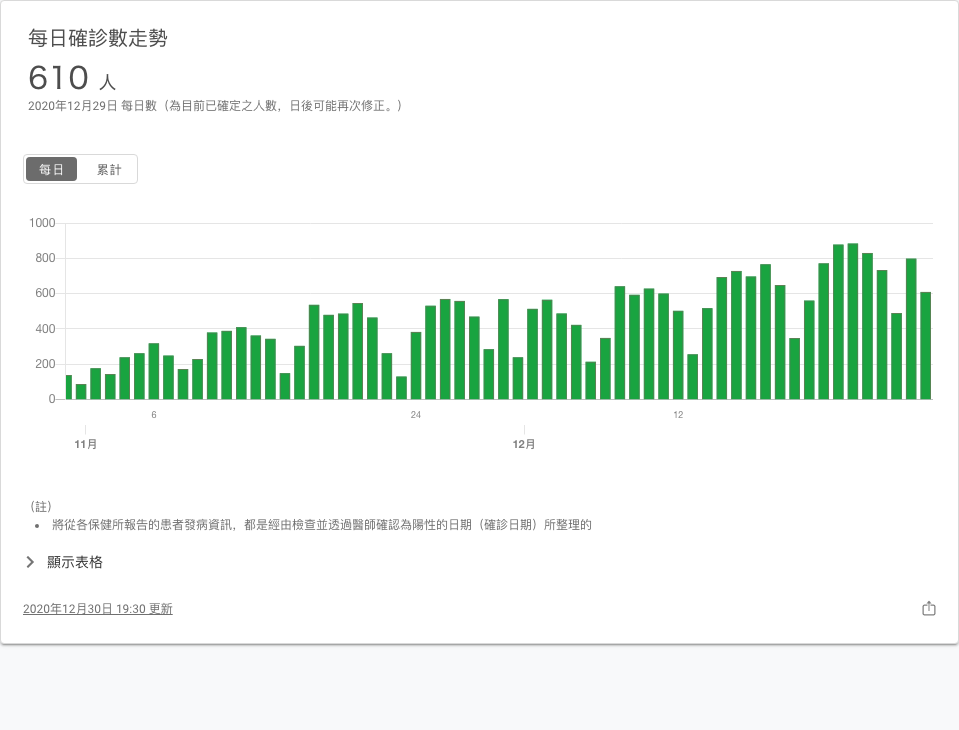 每日確診數走勢
610 人
2020年12月29日 每日數（為目前已確定之人數，日後可能再次修正。）
每日 累計
1000
800
600
400
200
0
6 24 12
11月 12月
（註）
• 將從各保健所報告的患者發病資訊，都是經由檢查並透過醫師確認為陽性的日期（確診日期）所整理的
顯示表格
2020年12月30日 19:30 更新